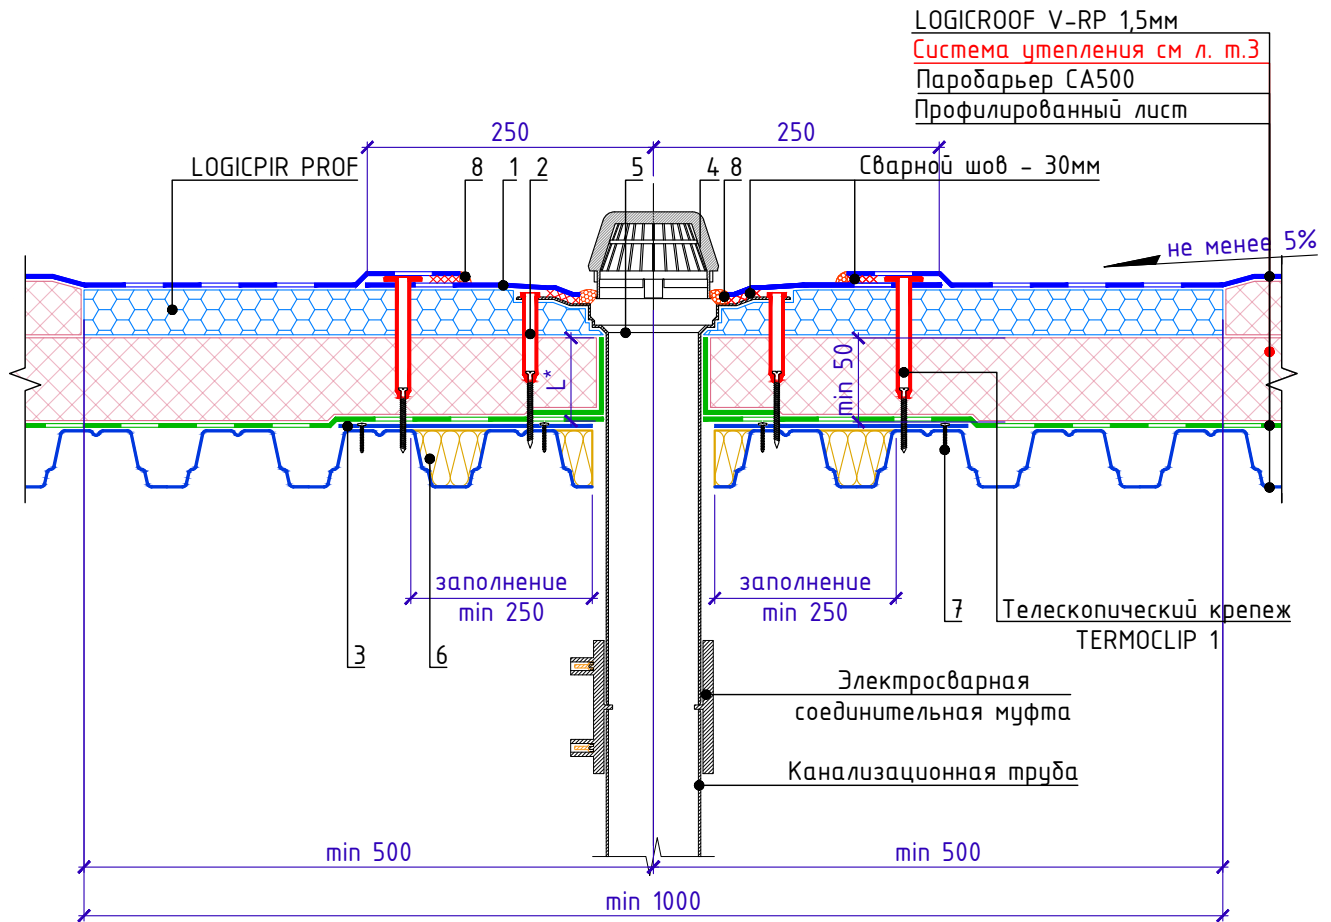 LOGICROOF V-RP 1,5мм
Система утепления см л. т.3
Паробарьер СА500
Профилированный лист
250
250
LOGICPIR PROF
8
1
2
5
4
8
Сварной шов - 30мм
не менее 5%
L*
min 50
заполнение
min 250
заполнение
min 250
3
6
7
Телескопический крепеж
TERMOCLIP 1
Электросварная
соединительная муфта
Канализационная труба
min 500
min 500
min 1000